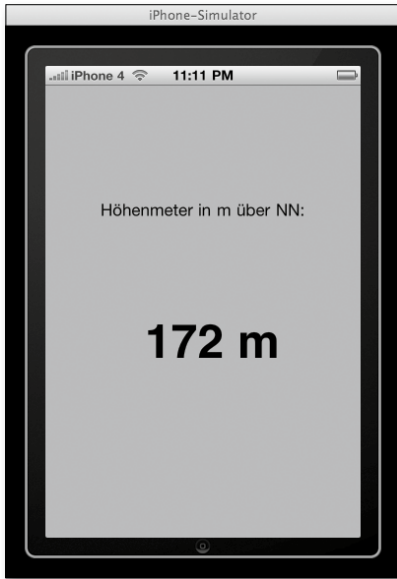 iPhone-Simulator
iPhone 4 11:11 PM
Höhenmeter in m über NN:
172 m